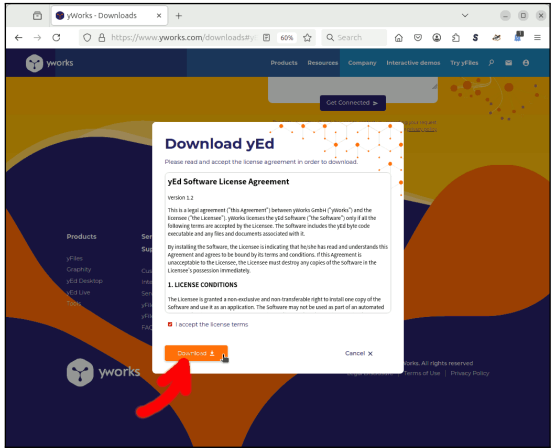 yWorks - Downloads
https://www.yworks.com/downloads#y
60%
Search
yworks
Products Resources Company Interactive demos Try yFiles
Get Connected
Download yEd
Please read and accept the license agreement in order to download.
yEd Software License Agreement
Version 1.2
This is a legal agreement ("this Agreement") between yWorks GmbH ("yWorks") and the
licensee ("the Licensee"). yWorks licenses the yEd Software ("the Software") only if all the
following terms are accepted by the Licensee. The Software includes the yEd byte code
executable and any files and documents associated with it.
By installing the Software, the Licensee is indicating that he/she has read and understands this
Agreement and agrees to be bound by its terms and conditions. If this Agreement is
unacceptable to the Licensee, the Licensee must destroy any copies of the Software in the
Licensee's possession immediately.
1. LICENSE CONDITIONS
The Licensee is granted a non-exclusive and non-transferable right to install one copy of the
Software and use it as an application. The Software may not be used as part of an automated
I accept the license terms
Download
Cancel X
Products
yFiles
Graphity
yEd Desktop
yEd Live
Ser
Sup
Cus
Inte
Serv
yFil
yFil
FAQ
yworks
Works. All rights reserved
Terms of Use | Privacy Policy